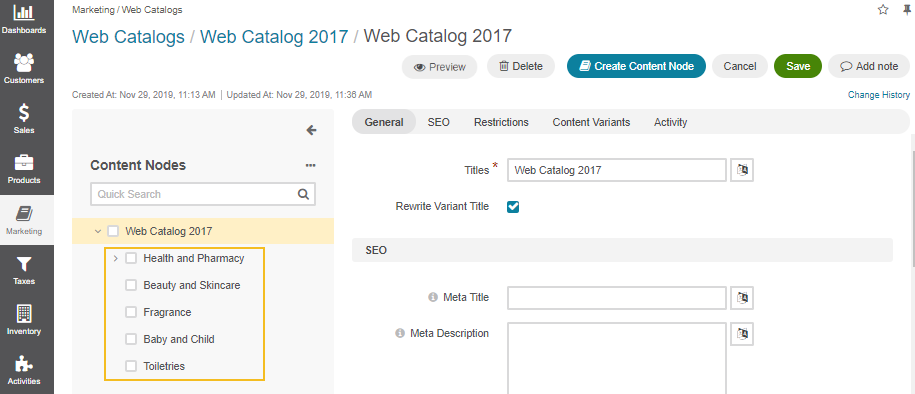 Dashboards
Customers
Sales
Products
Marketing
Taxes
Inventory
Activities
Marketing / Web Catalogs
Web Catalogs / Web Catalog 2017 / Web Catalog 2017
Preview
Delete
Create Content Node
Cancel
Save
Add note
Created At: Nov 29, 2019, 11:13 AM | Updated At: Nov 29, 2019, 11:36 AM
Change History
Content Nodes
Quick Search
Web Catalog 2017
Health and Pharmacy
Beauty and Skincare
Fragrance
Baby and Child
Toiletries
General
SEO
Restrictions
Content Variants
Activity
Titles *
Web Catalog 2017
Rewrite Variant Title
SEO
Meta Title
Meta Description